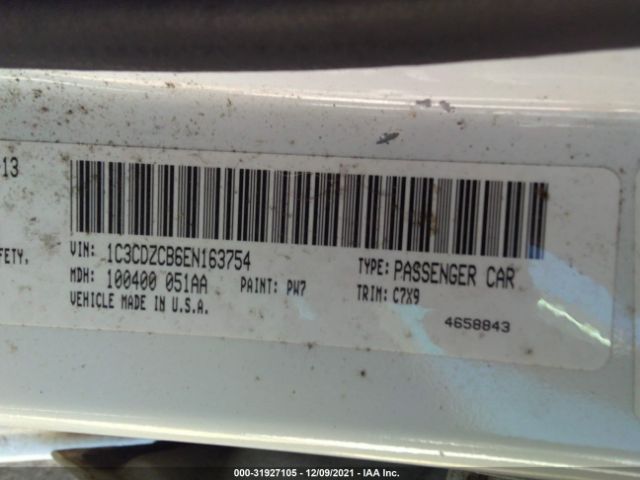 -13
FETY.
VIN: 1C3CDZCB6EN163754
MDH: 100400 051AA
PAINT: PW7
VEHICLE MADE IN U.S.A.
TYPE: PASSENGER CAR
TRIM: C7X9
4658843
000-31927105 - 12/09/2021 - IAA Inc.